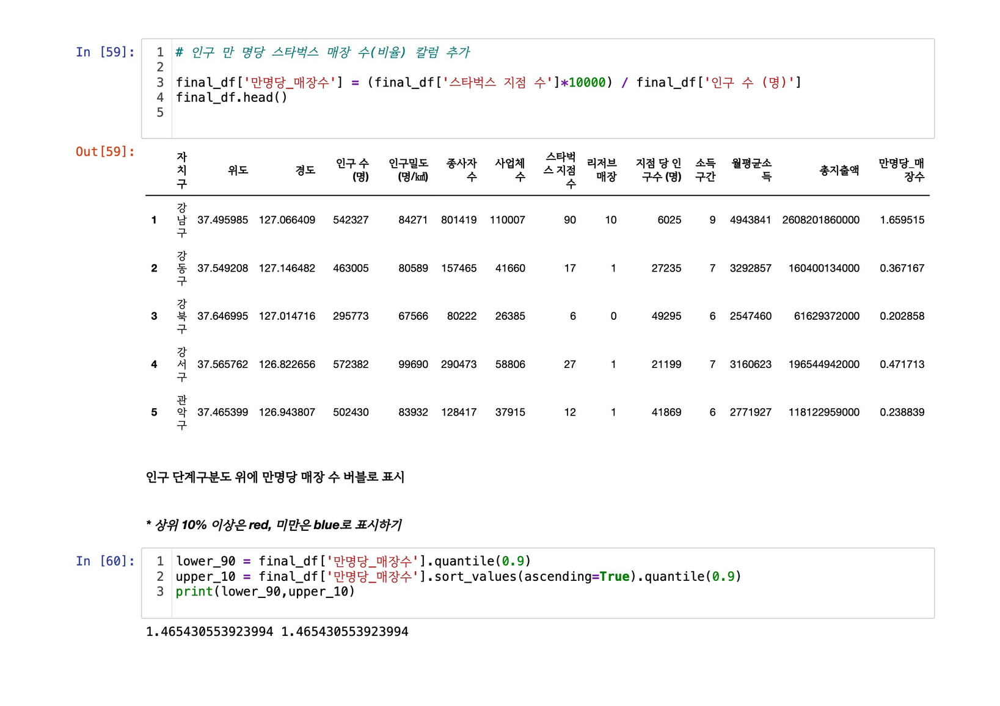 In [59]:
1 # 인구 만 명당 스타벅스 매장 수(비율) 칼럼 추가
2
3 final_df['만명당_매장수'] = (final_df['스타벅스 지점 수']*10000) / final_df['인구 수 (명)']
4 final_df.head()
5
Out[59]:
자치구 위도 경도 인구 수 (명) 인구밀도 (명/㎢) 종사자 수 사업체 수 스타벅스 지점 수 리저브 매장 지점 당 인구수 (명) 소득 구간 월평균소득 총지출액 만명당_매장수
1 강남구 37.495985 127.066409 542327 84271 801419 110007 90 10 6025 9 4943841 2608201860000 1.659515
2 강동구 37.549208 127.146482 463005 80589 157465 41660 17 1 27235 7 3292857 160400134000 0.367167
3 강북구 37.646995 127.014716 295773 67566 80222 26385 6 0 49295 6 2547460 61629372000 0.202858
4 강서구 37.565762 126.822656 572382 99690 290473 58806 27 1 21199 7 3160623 196544942000 0.471713
5 관악구 37.465399 126.943807 502430 83932 128417 37915 12 1 41869 6 2771927 118122959000 0.238839
인구 단계구분도 위에 만명당 매장 수 버블로 표시
* 상위 10% 이상은 red, 미만은 blue로 표시하기
In [60]:
1 lower_90 = final_df['만명당_매장수'].quantile(0.9)
2 upper_10 = final_df['만명당_매장수'].sort_values(ascending=True).quantile(0.9)
3 print(lower_90,upper_10)
1.465430553923994 1.465430553923994